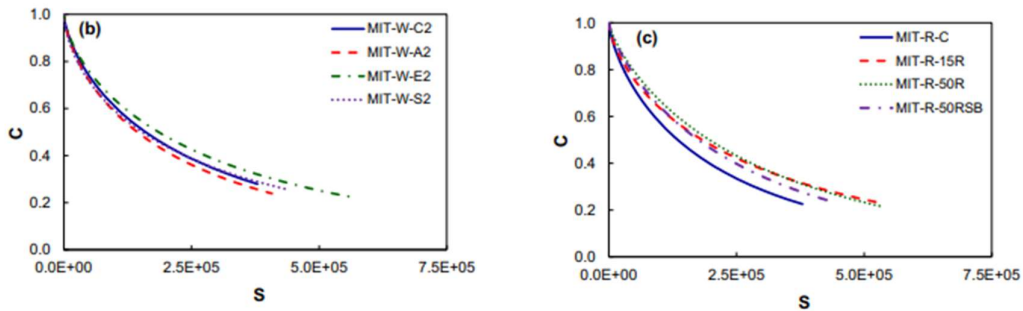 (b)
MIT-W-C2
MIT-W-A2
MIT-W-E2
MIT-W-S2
1.0
0.8
0.6
0.4
0.2
0.0
C
0.0E+00 2.5E+05 5.0E+05 7.5E+05
S
(c)
MIT-R-C
MIT-R-15R
MIT-R-50R
MIT-R-50RSB
1.0
0.8
0.6
0.4
0.2
0.0
C
0.0E+00 2.5E+05 5.0E+05 7.5E+05
S